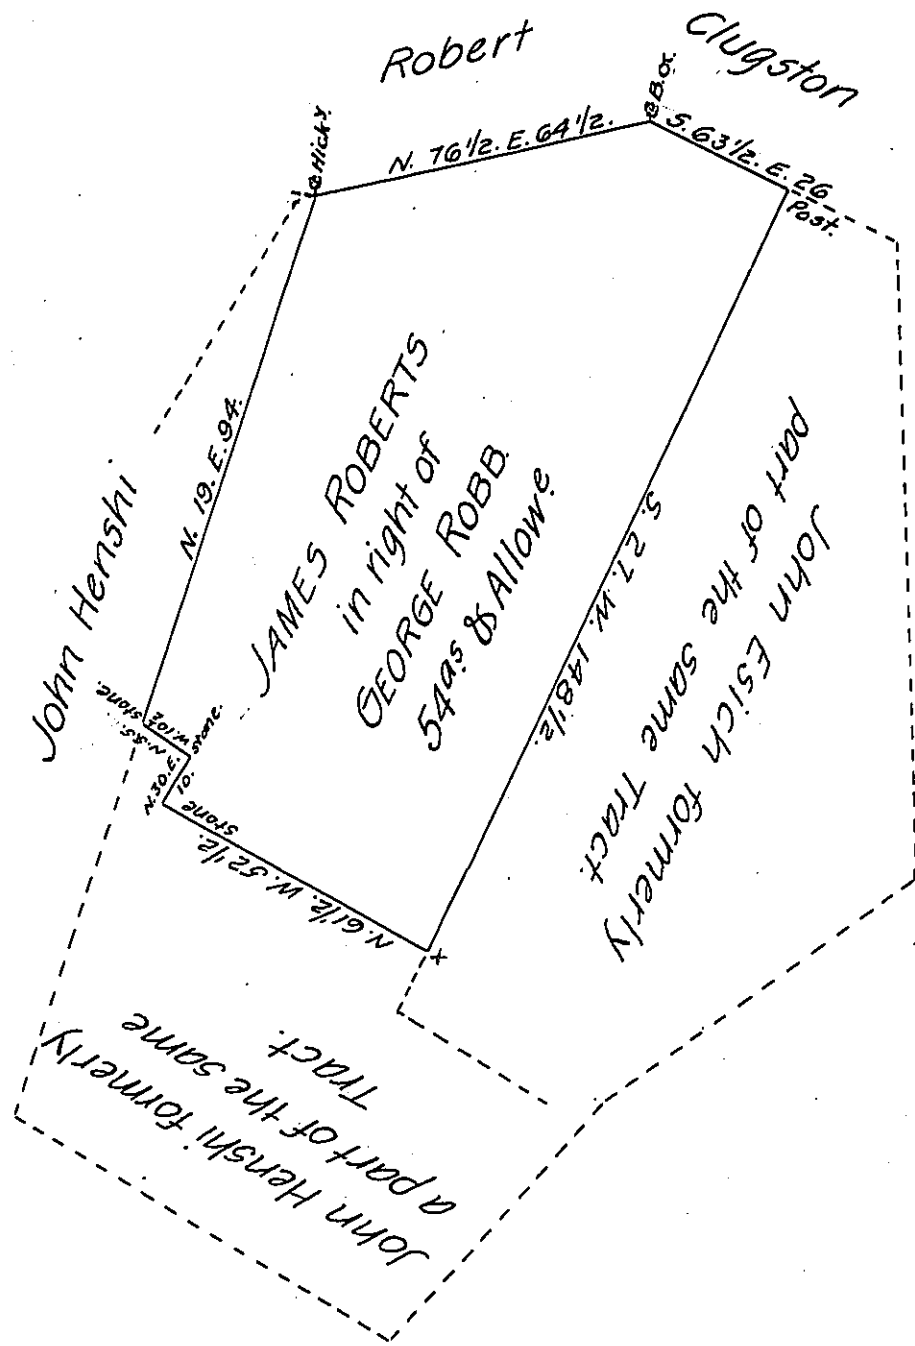 Robert Clugston
@Hick-y.
N. 76 1/2. E. 64 1/2.
@B.o.
S. 63 1/2. E. 26
Post.
N. 19. E. 94.
John Henshi
JAMES ROBERTS
in right of
GEORGE ROBB.
54as. & Allowe.
S. 27. W. 148 1/2.
John Esich formerly
part of the same Tract.
stone.
N. 55. W. 10 1/2
stone.
N. 30. E. 10.
stone
N. 61 1/2. W. 52 1/2.
John Henshi formerly
a part of the same
Tract.